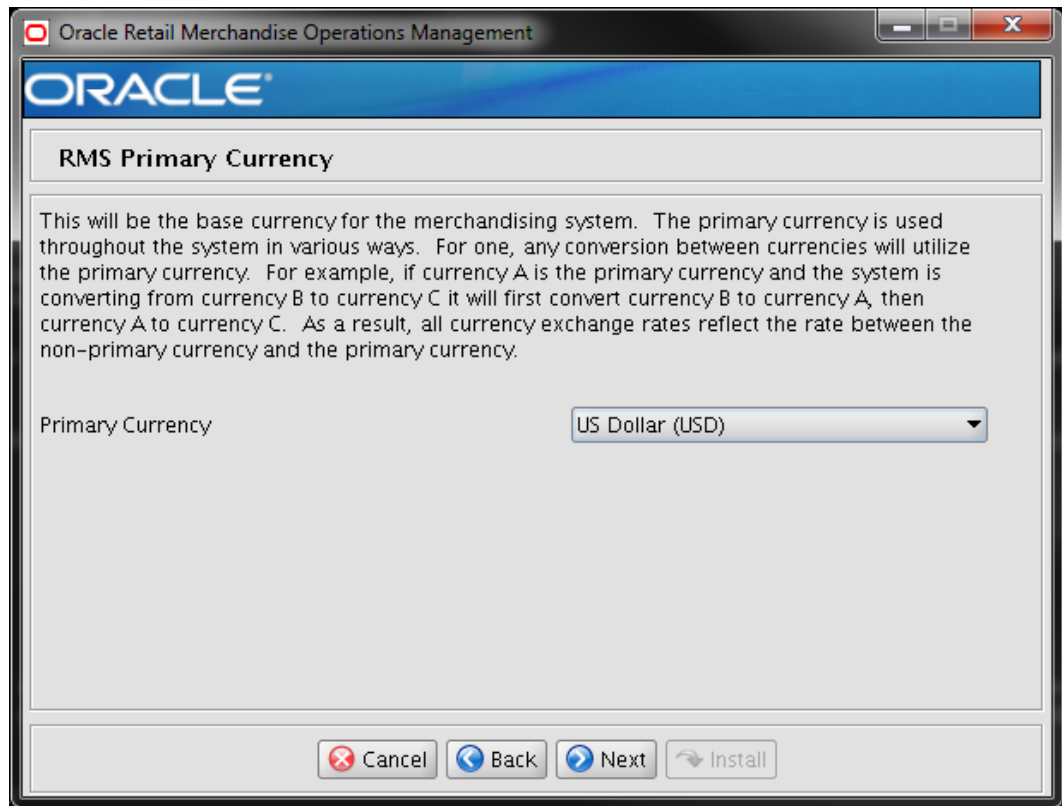 Oracle Retail Merchandise Operations Management
ORACLE®
RMS Primary Currency
This will be the base currency for the merchandising system.  The primary currency is used
throughout the system in various ways.  For one, any conversion between currencies will utilize
the primary currency.  For example, if currency A is the primary currency and the system is
converting from currency B to currency C it will first convert currency B to currency A, then
currency A to currency C.  As a result, all currency exchange rates reflect the rate between the
non-primary currency and the primary currency.
Primary Currency US Dollar (USD)
Cancel Back Next Install